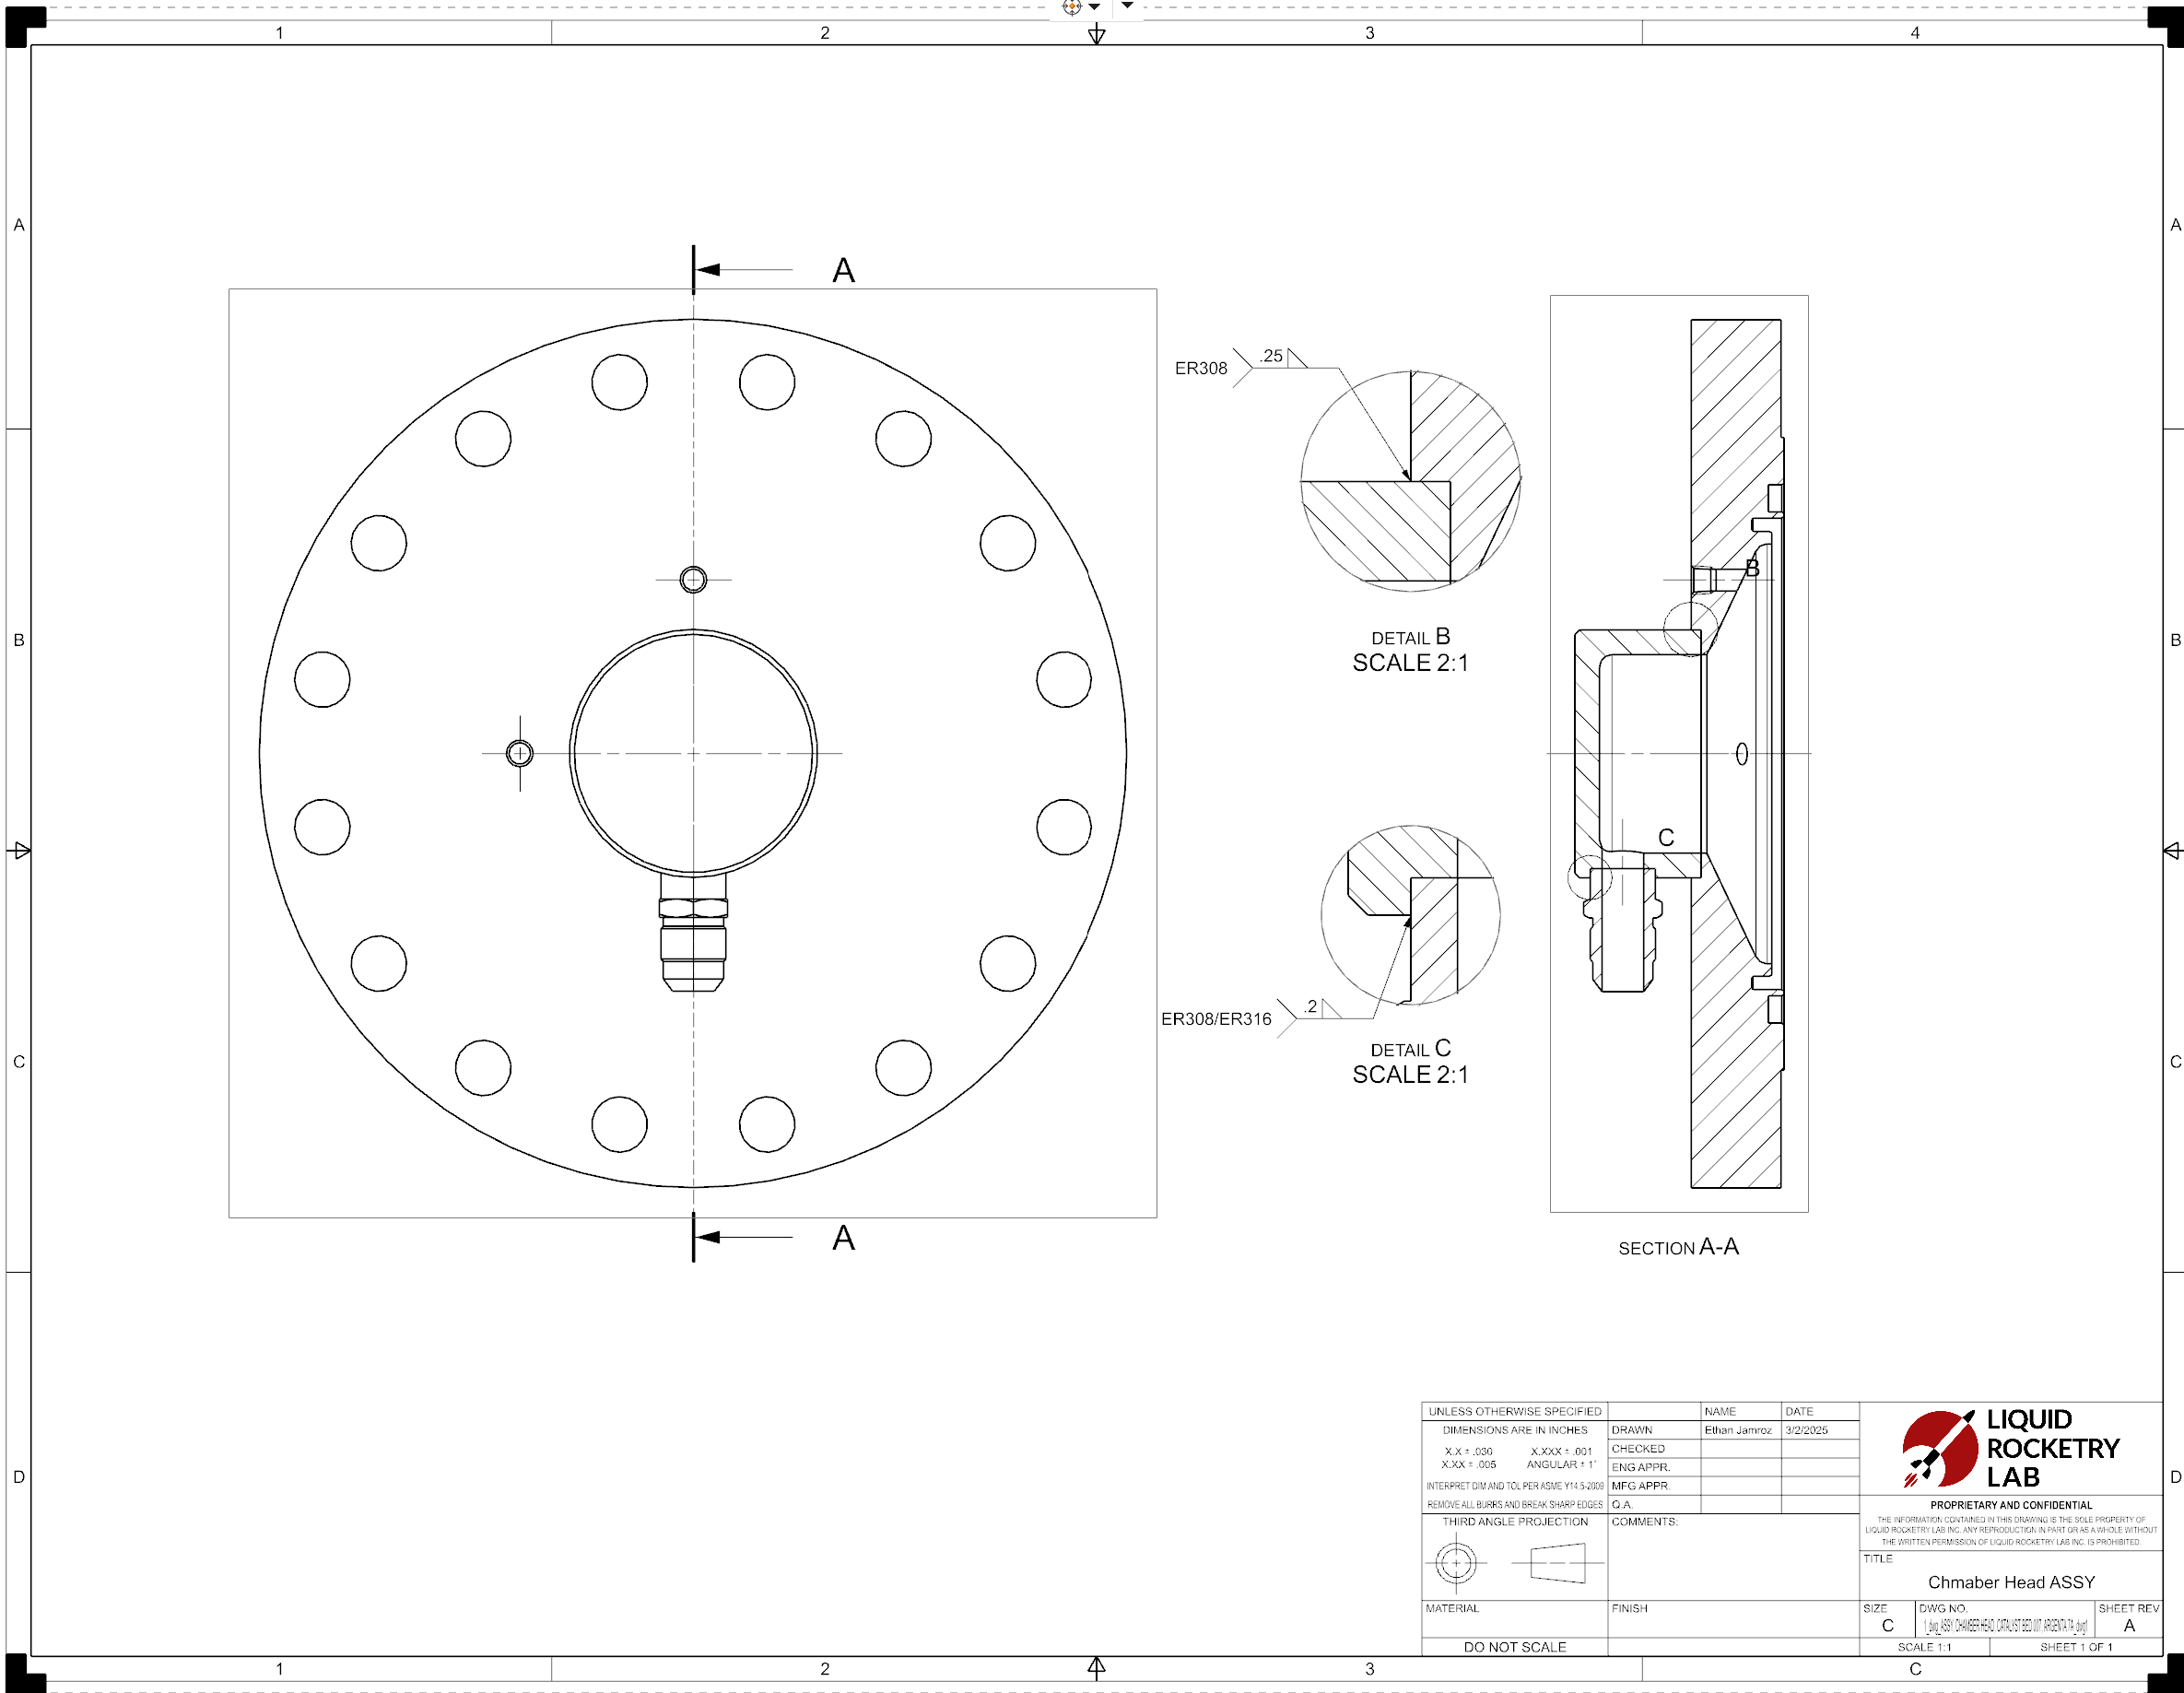 1 2 3 4
A A
A
ER308 .25
B
DETAIL B
SCALE 2:1
B B
C
ER308/ER316 .2
DETAIL C
SCALE 2:1
C C
A
SECTION A-A
UNLESS OTHERWISE SPECIFIED
DIMENSIONS ARE IN INCHES
X.X ± .030 X.XXX ± .001
X.XX ± .005 ANGULAR ± 1°
INTERPRET DIM AND TOL PER ASME Y14.5-2009
REMOVE ALL BURRS AND BREAK SHARP EDGES
THIRD ANGLE PROJECTION
NAME DATE
DRAWN Ethan Jamroz 3/2/2025
CHECKED
ENG APPR.
MFG APPR.
Q.A.
COMMENTS:
MATERIAL
FINISH
DO NOT SCALE
LIQUID
ROCKETRY
LAB
PROPRIETARY AND CONFIDENTIAL
THE INFORMATION CONTAINED IN THIS DRAWING IS THE SOLE PROPERTY OF
LIQUID ROCKETRY LAB INC. ANY REPRODUCTION IN PART OR AS A WHOLE WITHOUT
THE WRITTEN PERMISSION OF LIQUID ROCKETRY LAB INC. IS PROHIBITED.
TITLE
Chmaber Head ASSY
SIZE DWG NO. SHEET REV
C A
SCALE 1:1 SHEET 1 OF 1
D D
1 2 3 C